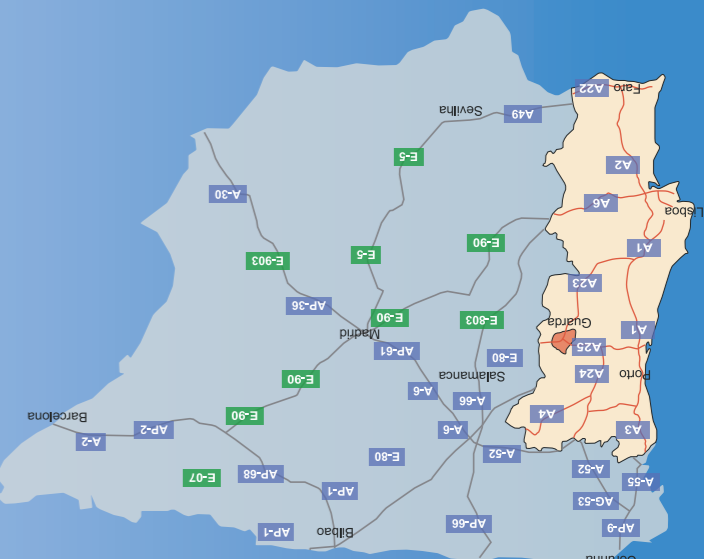 AP-9
AP-66
Bilbao
AP-1
AG-53
AP-1
A-55
A-52
AP-68
E-07
A-52
E-80
A-2
A3
A-6
AP-2
A4
E-90
Barcelona
A-66
A-6
Porto
A24
Salamanca
E-90
E-80
AP-61
A25
A1
Madrid
Guarda
E-803
E-90
AP-36
A23
E-903
E-5
A1
E-90
Lisboa
A6
A-30
A2
E-5
A49
Sevilha
Faro
A22